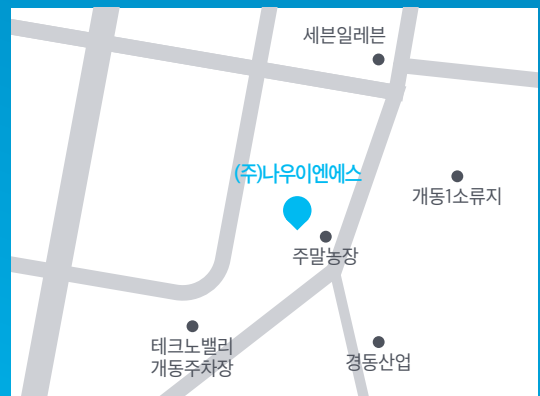 세븐일레븐
(주)나우이엔에스
개동1소류지
주말농장
테크노밸리
개동주차장
경동산업